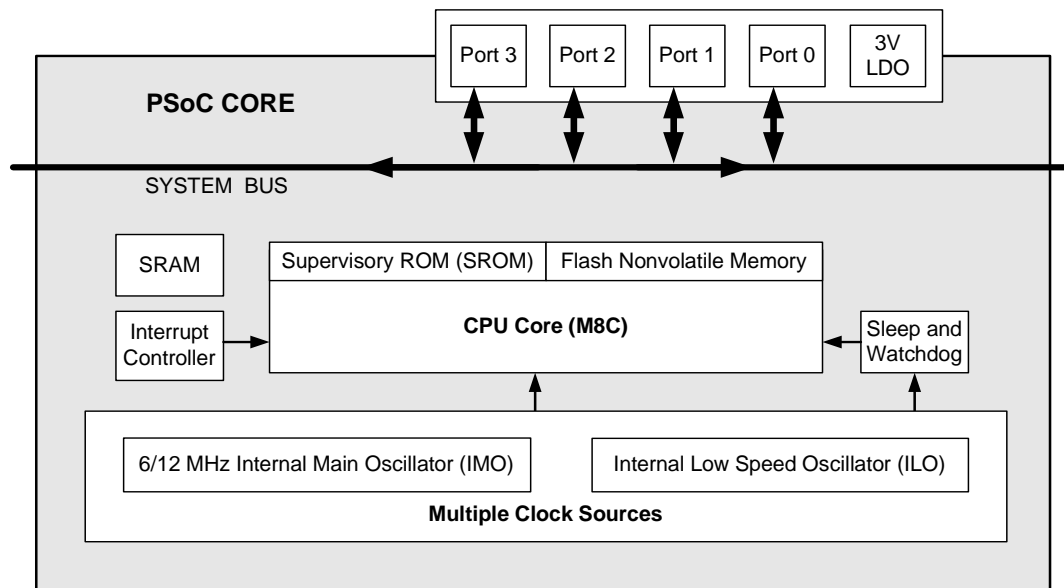 Port 3
Port 2
Port 1
Port 0
3V
LDO
PSoC CORE
SYSTEM BUS
SRAM
Supervisory ROM (SROM)
Flash Nonvolatile Memory
CPU Core (M8C)
Interrupt
Controller
Sleep and
Watchdog
6/12 MHz Internal Main Oscillator (IMO)
Internal Low Speed Oscillator (ILO)
Multiple Clock Sources